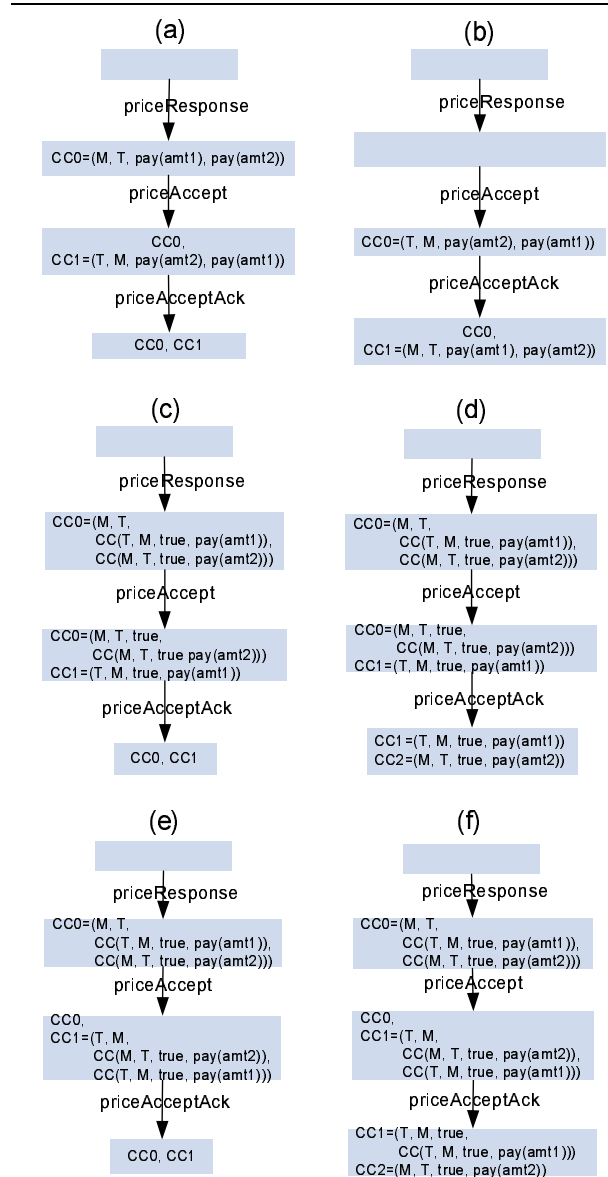 (a)
priceResponse
CC0=(M, T, pay(amt1), pay(amt2))
priceAccept
CC0,
CC1=(T, M, pay(amt2), pay(amt1))
priceAcceptAck
CC0, CC1
(b)
priceResponse
priceAccept
CC0=(T, M, pay(amt2), pay(amt1))
priceAcceptAck
CC0,
CC1=(M, T, pay(amt1), pay(amt2))
(c)
priceResponse
CC0=(M, T,
CC(T, M, true, pay(amt1)),
CC(M, T, true, pay(amt2)))
priceAccept
CC0=(M, T, true,
CC(M, T, true pay(amt2)))
CC1=(T, M, true, pay(amt1))
priceAcceptAck
CC0, CC1
(d)
priceResponse
CC0=(M, T,
CC(T, M, true, pay(amt1)),
CC(M, T, true, pay(amt2)))
priceAccept
CC0=(M, T, true,
CC(M, T, true, pay(amt2)))
CC1=(T, M, true, pay(amt1))
priceAcceptAck
CC1=(T, M, true, pay(amt1))
CC2=(M, T, true, pay(amt2))
(e)
priceResponse
CC0=(M, T,
CC(T, M, true, pay(amt1)),
CC(M, T, true, pay(amt2)))
priceAccept
CC0,
CC1=(T, M,
CC(M, T, true, pay(amt2)),
CC(T, M, true, pay(amt1)))
priceAcceptAck
CC0, CC1
(f)
priceResponse
CC0=(M, T,
CC(T, M, true, pay(amt1)),
CC(M, T, true, pay(amt2)))
priceAccept
CC0,
CC1=(T, M,
CC(M, T, true, pay(amt2)),
CC(T, M, true, pay(amt1)))
priceAcceptAck
CC1=(T, M, true,
CC(T, M, true, pay(amt1)))
CC2=(M, T, true, pay(amt2))